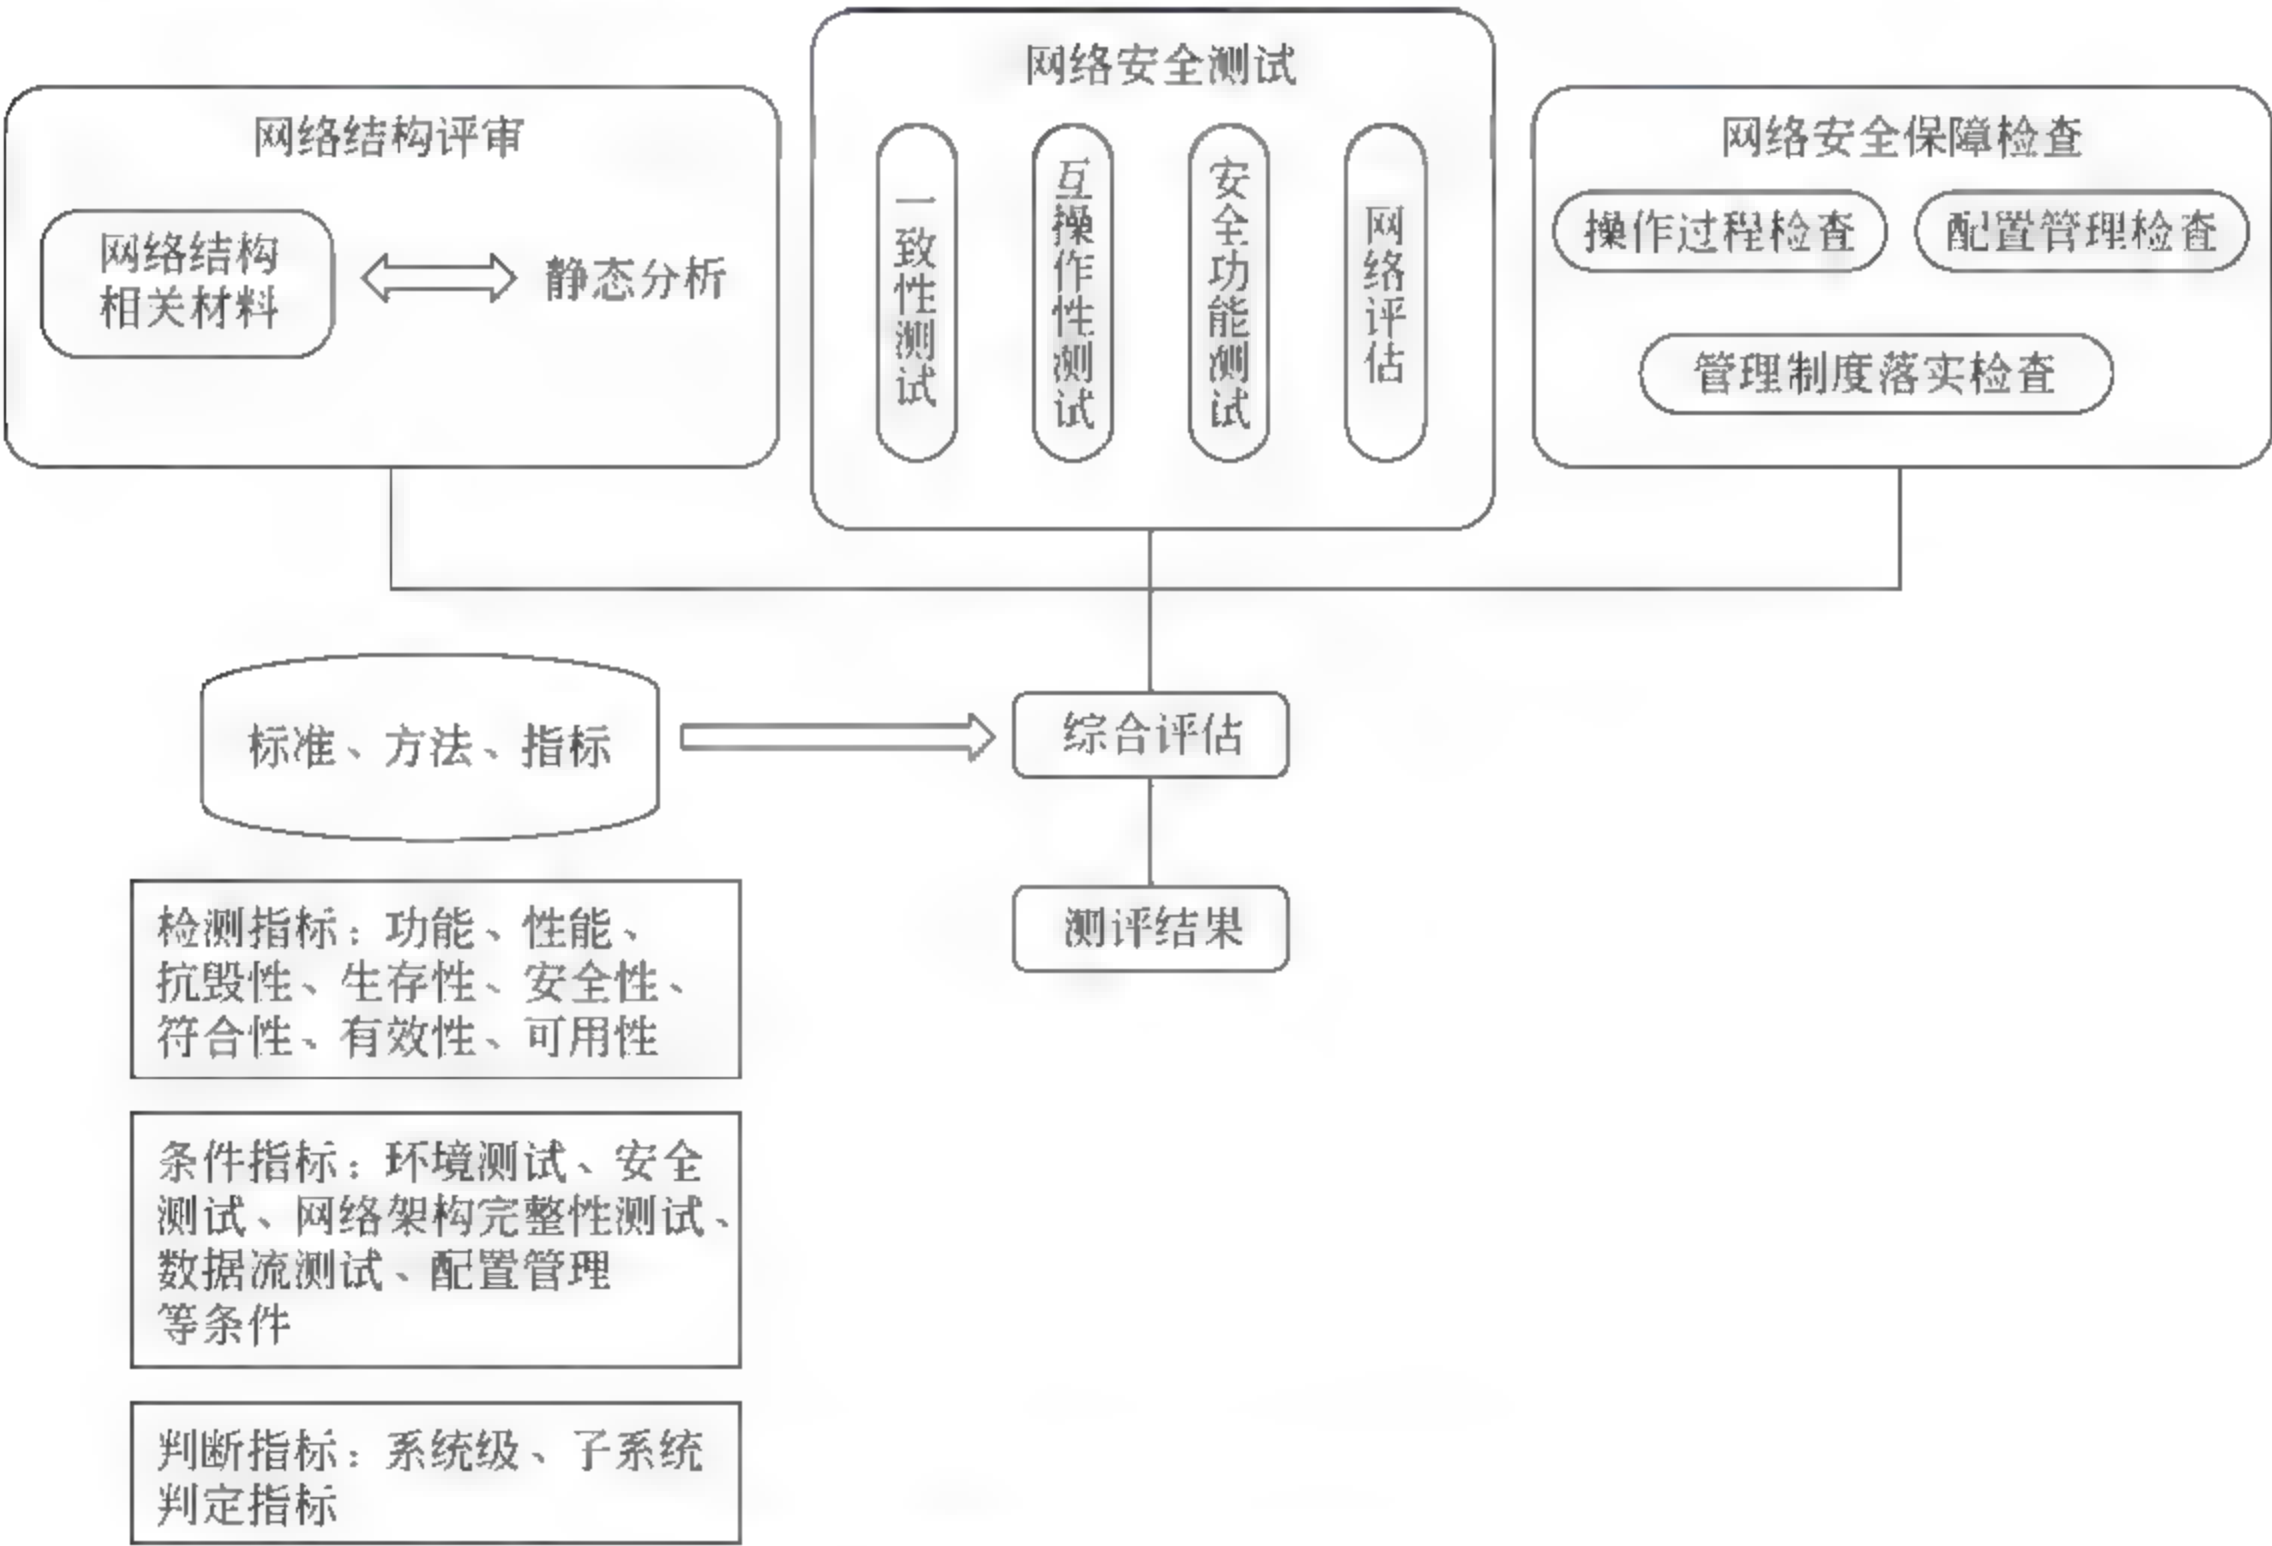 网络结构评审
网络结构
相关材料
静态分析
网络安全测试
一致性测试
互操作性测试
安全功能测试
网络评估
网络安全保障检查
操作过程检查
配置管理检查
管理制度落实检查
标准、方法、指标
综合评估
测评结果
检测指标：功能、性能、
抗毁性、生存性、安全性、
符合性、有效性、可用性
条件指标：环境测试、安全
测试、网络架构完整性测试、
数据流测试、配置管理
等条件
判断指标：系统级、子系统
判定指标